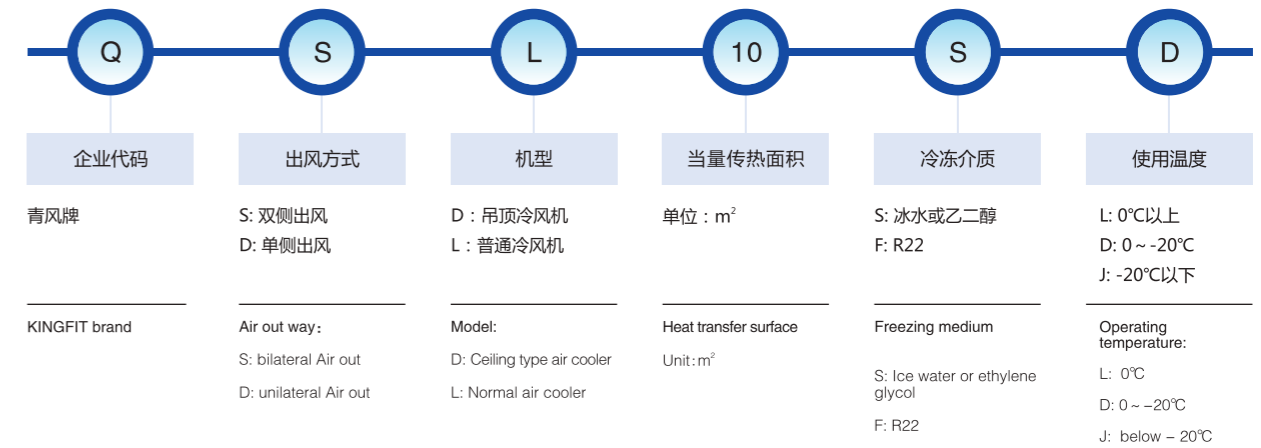 Q
S
L
10
S
D
企业代码
出风方式
机型
当量传热面积
冷冻介质
使用温度
青风牌
S: 双侧出风
D: 单侧出风
D：吊顶冷风机
L：普通冷风机
单位：m²
S: 冰水或乙二醇
F: R22
L: 0℃以上
D: 0～-20℃
J: -20℃以下
KINGFIT brand
Air out way：
S: bilateral Air out
D: unilateral Air out
Model:
D: Ceiling type air cooler
L: Normal air cooler
Heat transfer surface
Unit:m²
Freezing medium
S: Ice water or ethylene
glycol
F: R22
Operating
temperature:
L: 0℃
D: 0～−20℃
J: below − 20℃